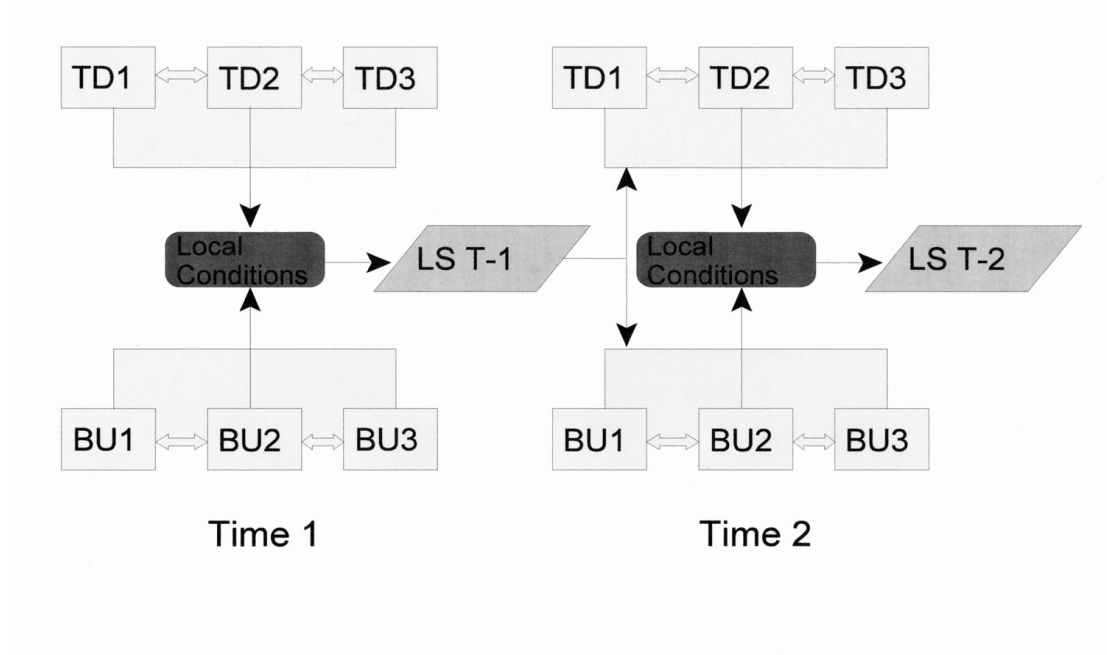 TD1 TD2 TD3 TD1 TD2 TD3
Local
Conditions
LS T-1
Local
Conditions
LS T-2
BU1 BU2 BU3 BU1 BU2 BU3
Time 1 Time 2